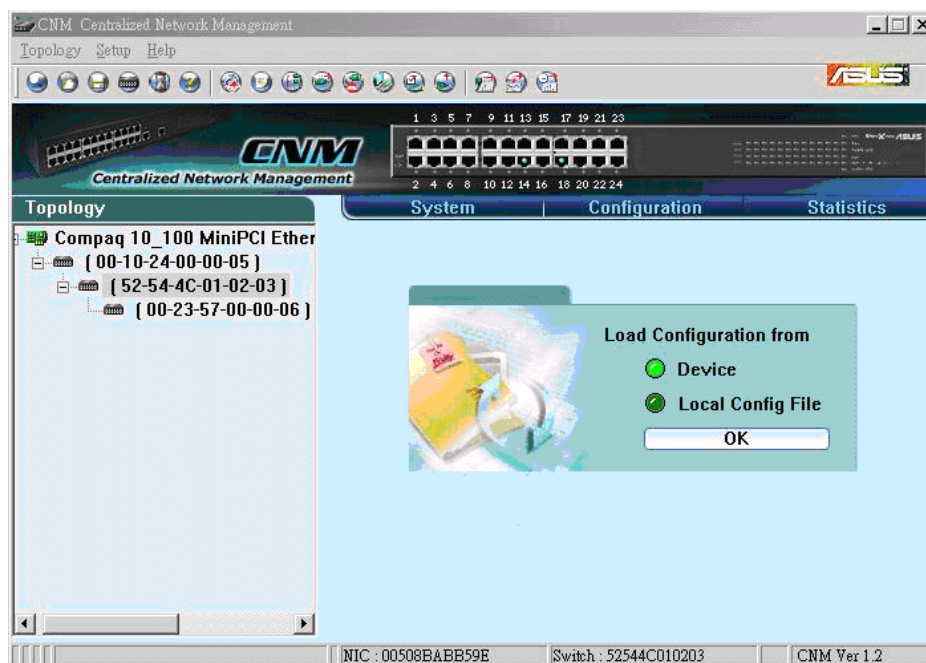 CNM Centralized Network Management
Topology Setup Help
ASUS
1 3 5 7 9 11 13 15 17 19 21 23
CNM
Centralized Network Management
2 4 6 8 10 12 14 16 18 20 22 24
Topology
System Configuration Statistics
Compaq 10_100 MiniPCI Ether
( 00-10-24-00-00-05 )
( 52-54-4C-01-02-03 )
( 00-23-57-00-00-06 )
Load Configuration from
Device
Local Config File
OK
NIC : 00508BABB59E
Switch : 52544C010203
CNM Ver 1.2